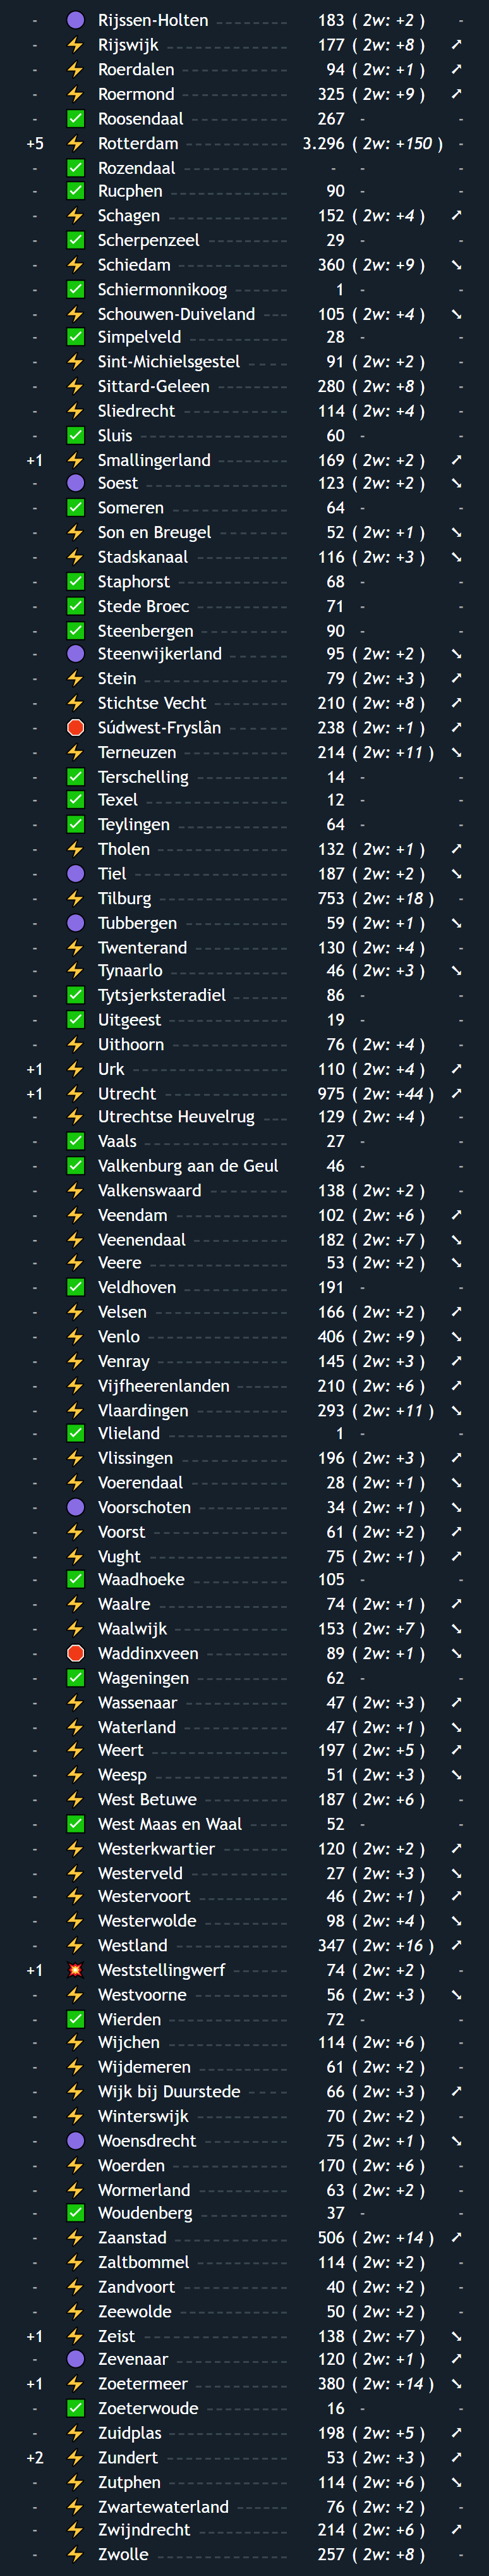 - Rijssen-Holten 183 ( 2w: +2 ) -
- Rijswijk 177 ( 2w: +8 ) ➚
- Roerdalen 94 ( 2w: +1 ) ➚
- Roermond 325 ( 2w: +9 ) ➚
- Roosendaal 267 - -
+5 Rotterdam 3.296 ( 2w: +150 ) -
- Rozendaal - - -
- Rucphen 90 - -
- Schagen 152 ( 2w: +4 ) ➚
- Scherpenzeel 29 - -
- Schiedam 360 ( 2w: +9 ) ➘
- Schiermonnikoog 1 - -
- Schouwen-Duiveland 105 ( 2w: +4 ) ➘
- Simpelveld 28 - -
- Sint-Michielsgestel 91 ( 2w: +2 ) -
- Sittard-Geleen 280 ( 2w: +8 ) -
- Sliedrecht 114 ( 2w: +4 ) -
- Sluis 60 - -
+1 Smallingerland 169 ( 2w: +2 ) ➚
- Soest 123 ( 2w: +2 ) ➘
- Someren 64 - -
- Son en Breugel 52 ( 2w: +1 ) ➘
- Stadskanaal 116 ( 2w: +3 ) ➘
- Staphorst 68 - -
- Stede Broec 71 - -
- Steenbergen 90 - -
- Steenwijkerland 95 ( 2w: +2 ) ➘
- Stein 79 ( 2w: +3 ) ➚
- Stichtse Vecht 210 ( 2w: +8 ) ➚
- Súdwest-Fryslân 238 ( 2w: +1 ) ➚
- Terneuzen 214 ( 2w: +11 ) ➘
- Terschelling 14 - -
- Texel 12 - -
- Teylingen 64 - -
- Tholen 132 ( 2w: +1 ) ➚
- Tiel 187 ( 2w: +2 ) ➘
- Tilburg 753 ( 2w: +18 ) -
- Tubbergen 59 ( 2w: +1 ) ➘
- Twenterand 130 ( 2w: +4 ) -
- Tynaarlo 46 ( 2w: +3 ) ➘
- Tytsjerksteradiel 86 - -
- Uitgeest 19 - -
- Uithoorn 76 ( 2w: +4 ) -
+1 Urk 110 ( 2w: +4 ) ➚
+1 Utrecht 975 ( 2w: +44 ) ➚
- Utrechtse Heuvelrug 129 ( 2w: +4 ) -
- Vaals 27 - -
- Valkenburg aan de Geul 46 - -
- Valkenswaard 138 ( 2w: +2 ) -
- Veendam 102 ( 2w: +6 ) ➚
- Veenendaal 182 ( 2w: +7 ) ➘
- Veere 53 ( 2w: +2 ) ➘
- Veldhoven 191 - -
- Velsen 166 ( 2w: +2 ) ➚
- Venlo 406 ( 2w: +9 ) ➘
- Venray 145 ( 2w: +3 ) ➚
- Vijfheerenlanden 210 ( 2w: +6 ) ➚
- Vlaardingen 293 ( 2w: +11 ) ➘
- Vlieland 1 - -
- Vlissingen 196 ( 2w: +3 ) ➚
- Voerendaal 28 ( 2w: +1 ) ➘
- Voorschoten 34 ( 2w: +1 ) ➘
- Voorst 61 ( 2w: +2 ) ➚
- Vught 75 ( 2w: +1 ) ➚
- Waadhoeke 105 - -
- Waalre 74 ( 2w: +1 ) ➚
- Waalwijk 153 ( 2w: +7 ) ➘
- Waddinxveen 89 ( 2w: +1 ) ➘
- Wageningen 62 - -
- Wassenaar 47 ( 2w: +3 ) ➚
- Waterland 47 ( 2w: +1 ) ➘
- Weert 197 ( 2w: +5 ) ➚
- Weesp 51 ( 2w: +3 ) ➘
- West Betuwe 187 ( 2w: +6 ) -
- West Maas en Waal 52 - -
- Westerkwartier 120 ( 2w: +2 ) ➚
- Westerveld 27 ( 2w: +3 ) ➘
- Westervoort 46 ( 2w: +1 ) ➚
- Westerwolde 98 ( 2w: +4 ) ➘
- Westland 347 ( 2w: +16 ) ➚
+1 Weststellingwerf 74 ( 2w: +2 ) -
- Westvoorne 56 ( 2w: +3 ) ➘
- Wierden 72 - -
- Wijchen 114 ( 2w: +6 ) -
- Wijdemeren 61 ( 2w: +2 ) -
- Wijk bij Duurstede 66 ( 2w: +3 ) ➚
- Winterswijk 70 ( 2w: +2 ) -
- Woensdrecht 75 ( 2w: +1 ) ➘
- Woerden 170 ( 2w: +6 ) -
- Wormerland 63 ( 2w: +2 ) -
- Woudenberg 37 - -
- Zaanstad 506 ( 2w: +14 ) ➚
- Zaltbommel 114 ( 2w: +2 ) -
- Zandvoort 40 ( 2w: +2 ) -
- Zeewolde 50 ( 2w: +2 ) -
+1 Zeist 138 ( 2w: +7 ) ➘
- Zevenaar 120 ( 2w: +1 ) ➚
+1 Zoetermeer 380 ( 2w: +14 ) ➘
- Zoeterwoude 16 - -
- Zuidplas 198 ( 2w: +5 ) ➚
+2 Zundert 53 ( 2w: +3 ) ➚
- Zutphen 114 ( 2w: +6 ) ➘
- Zwartewaterland 76 ( 2w: +2 ) -
- Zwijndrecht 214 ( 2w: +6 ) ➚
- Zwolle 257 ( 2w: +8 ) -